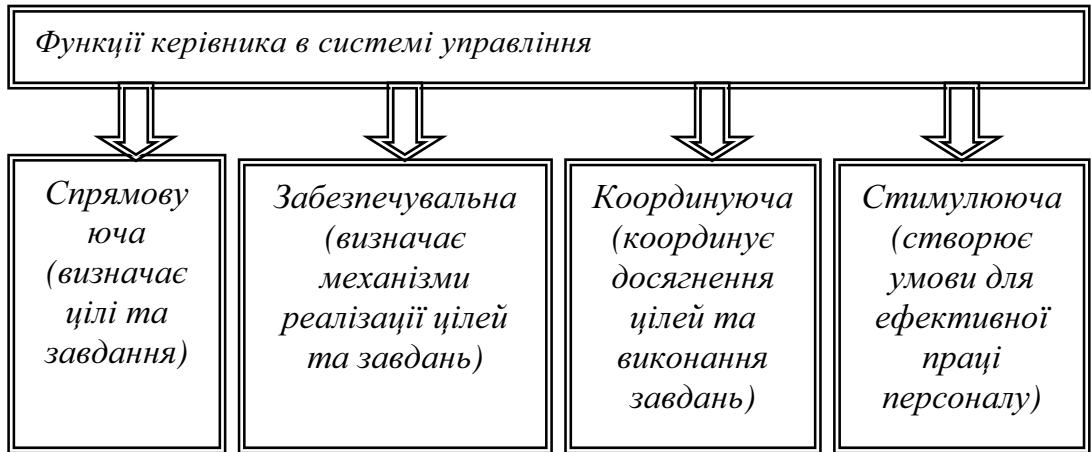 Функції керівника в системі управління
Спрямову
юча
(визначає
цілі та
завдання)
Забезпечувальна
(визначає
механізми
реалізації цілей
та завдань)
Координуюча
(координує
досягнення
цілей та
виконання
завдань)
Стимулююча
(створює
умови для
ефективної
праці
персоналу)